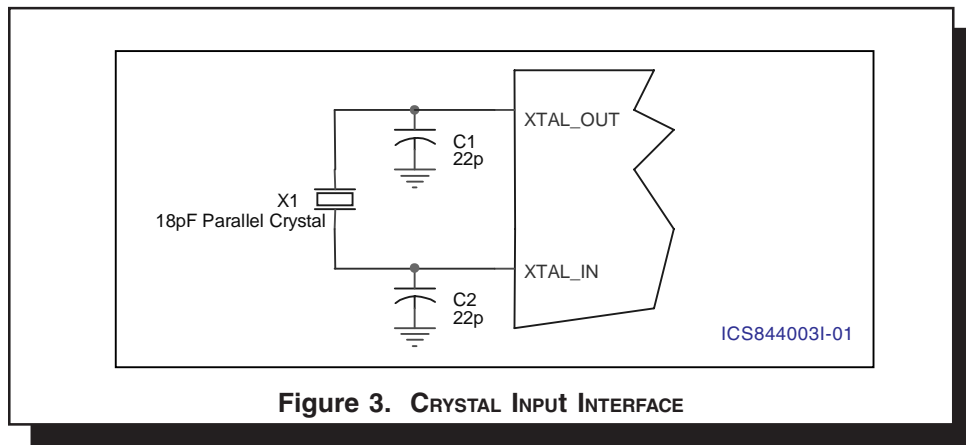 XTAL_OUT
C1
22p
X1
18pF Parallel Crystal
XTAL_IN
C2
22p
ICS844003I-01
Figure 3. CRYSTAL INPUt INTERFACE